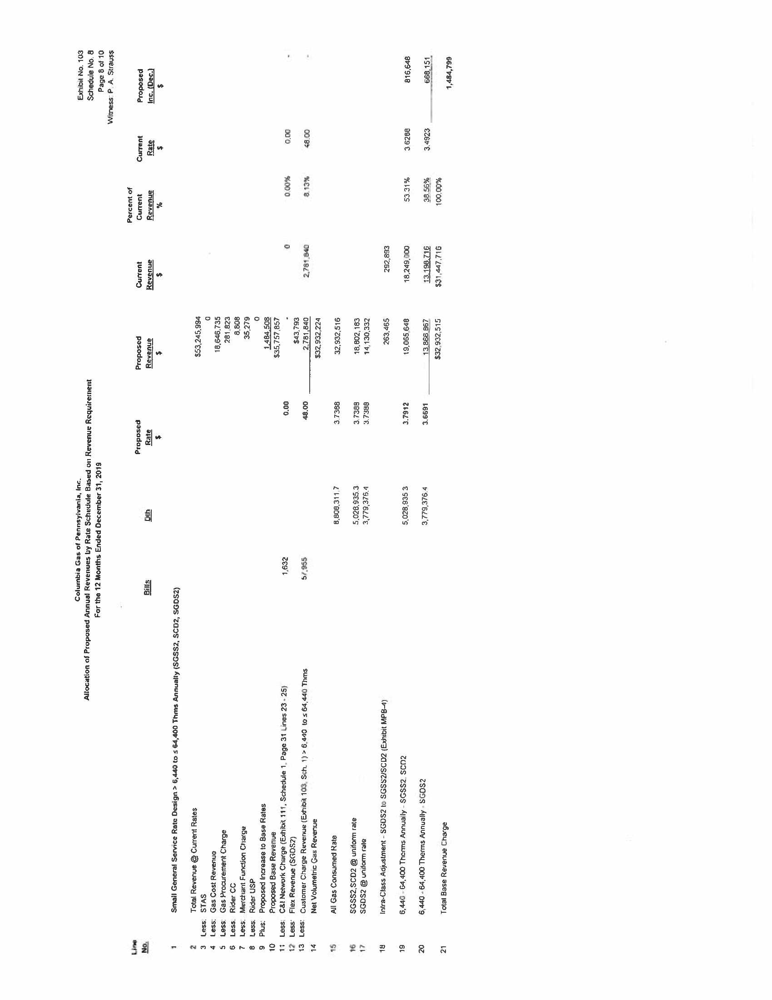 Exhibit No. 103
Schedule No. 8
Page 8 of 10
Witness: P. A. Strauss
Columbia Gas of Pennsylvania, Inc.
Allocation of Proposed Annual Revenues by Rate Schedule Based on Revenue Requirement
For the 12 Months Ended December 31, 2019
Line No. Bills Dth Proposed Rate $ Proposed Revenue $ Current Revenue $ Percent of Current Revenue % Current Rate $ Proposed Inc. (Dec.) $
1 Small General Service Rate Design > 6,440 to ≤ 64,400 Thms Annually (SGSS2, SCD2, SGDS2)
2 Total Revenue @ Current Rates $53,245,994
3 Less: STAS 0
4 Less: Gas Cost Revenue 18,646,735
5 Less: Gas Procurement Charge 281,823
6 Less: Rider CC 8,808
7 Less: Merchant Function Charge 35,279
8 Less: Rider USP 0
9 Plus: Proposed Increase to Base Rates 1,484,508
10 Proposed Base Revenue $35,757,857
11 Less: C&I Network Charge (Exhibit 111, Schedule 1, Page 31 Lines 23 - 25) 1,632 0.00 - 0 0.00% 0.00 -
12 Less: Flex Revenue (SGDS2) $43,793
13 Less: Customer Charge Revenue (Exhibit 103, Sch. 1) > 6,440 to ≤ 64,440 Thms 57,955 48.00 2,781,840 2,781,840 8.13% 48.00 -
14 Net Volumetric Gas Revenue $32,932,224
15 All Gas Consumed Rate 8,808,311.7 3.7388 32,932,516
16 SGSS2,SCD2 @ uniform rate 5,028,935.3 3.7388 18,802,183
17 SGDS2 @ uniform rate 3,779,376.4 3.7388 14,130,332
18 Intra-Class Adjustment - SGDS2 to SGSS2/SCD2 (Exhibit MPB-4) 263,465 292,893
19 6,440 - 64,400 Therms Annually - SGSS2, SCD2 5,028,935.3 3.7912 19,065,648 18,249,000 53.31% 3.6288 816,648
20 6,440 - 64,400 Therms Annually - SGDS2 3,779,376.4 3.6691 13,866,867 13,198,716 38.56% 3.4923 668,151
21 Total Base Revenue Charge $32,932,515 $31,447,716 100.00% 1,484,799